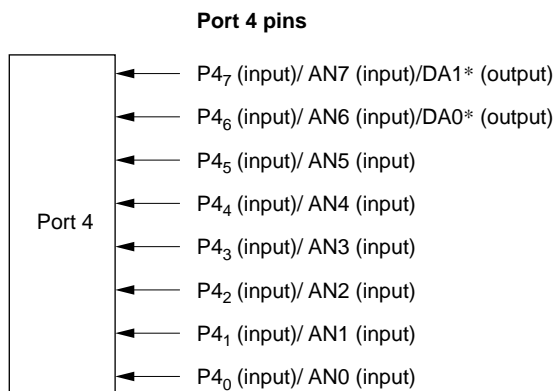 Port 4 pins
P4₇ (input)/ AN7 (input)/DA1* (output)
P4₆ (input)/ AN6 (input)/DA0* (output)
P4₅ (input)/ AN5 (input)
P4₄ (input)/ AN4 (input)
Port 4
P4₃ (input)/ AN3 (input)
P4₂ (input)/ AN2 (input)
P4₁ (input)/ AN1 (input)
P4₀ (input)/ AN0 (input)